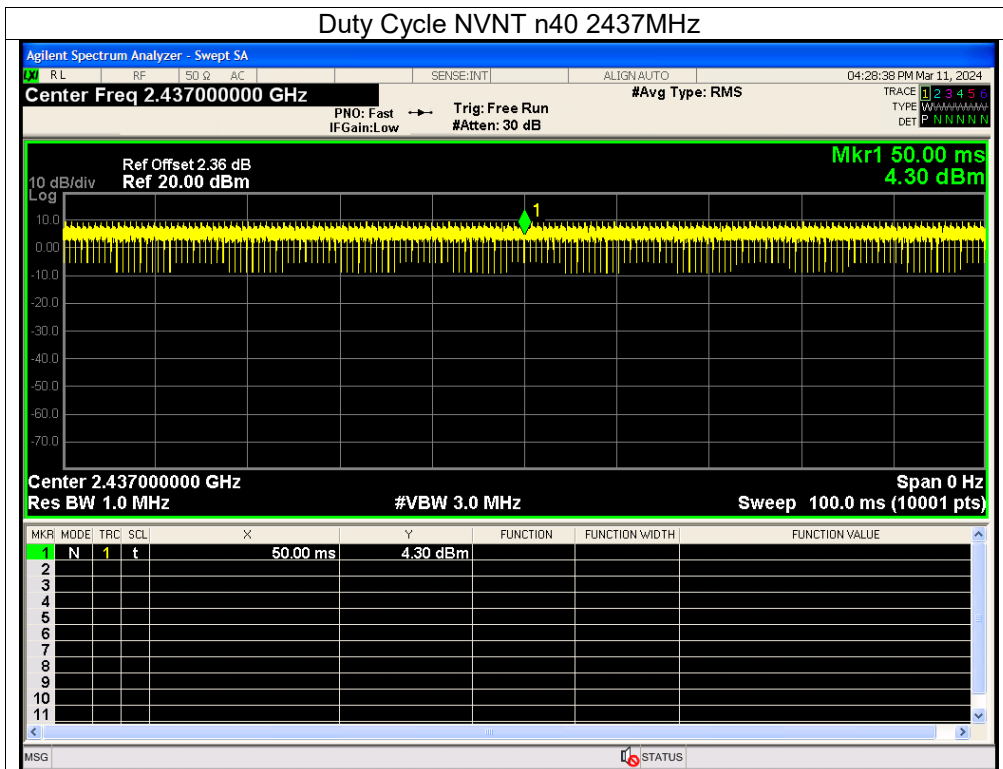 Duty Cycle NVNT n40 2437MHz
Agilent Spectrum Analyzer - Swept SA
LXI RL RF 50 Ω AC SENSE:INT ALIGN AUTO 04:28:38 PM Mar 11, 2024
Center Freq 2.437000000 GHz #Avg Type: RMS TRACE 1 2 3 4 5 6
PNO: Fast Trig: Free Run TYPE WWWWWW
IFGain:Low #Atten: 30 dB DET P N N N N N
Mkr1 50.00 ms
Ref Offset 2.36 dB
10 dB/div Ref 20.00 dBm 4.30 dBm
Log
10.0
1
0.00
-10.0
-20.0
-30.0
-40.0
-50.0
-60.0
-70.0
Center 2.437000000 GHz Span 0 Hz
Res BW 1.0 MHz #VBW 3.0 MHz Sweep 100.0 ms (10001 pts)
MKR MODE TRC SCL X Y FUNCTION FUNCTION WIDTH FUNCTION VALUE
1 N 1 t 50.00 ms 4.30 dBm
2
3
4
5
6
7
8
9
10
11
MSG STATUS